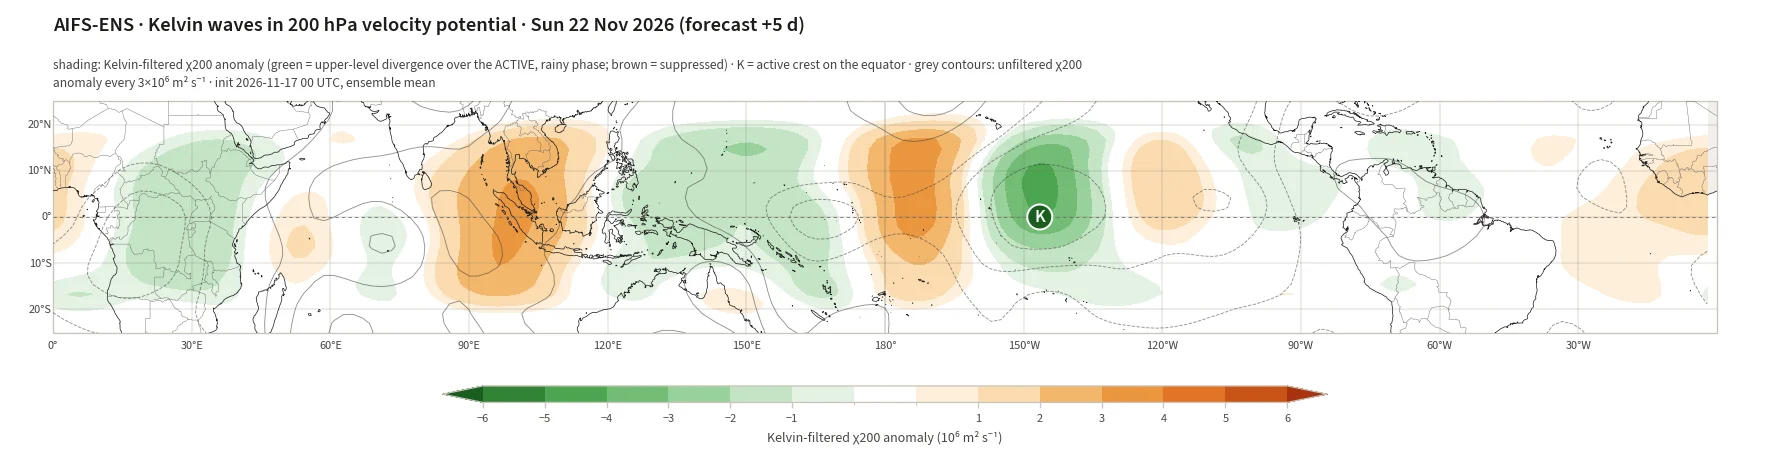 AIFS-ENS · Kelvin waves in 200 hPa velocity potential · Sun 22 Nov 2026 (forecast +5 d)
shading: Kelvin-filtered χ200 anomaly (green = upper-level divergence over the ACTIVE, rainy phase; brown = suppressed) · K = active crest on the equator · grey contours: unfiltered χ200
anomaly every 3×10⁶ m² s⁻¹ · init 2026-11-17 00 UTC, ensemble mean
20°N
10°N
0°
10°S
20°S
K
0° 30°E 60°E 90°E 120°E 150°E 180° 150°W 120°W 90°W 60°W 30°W
−6 −5 −4 −3 −2 −1 1 2 3 4 5 6
Kelvin-filtered χ200 anomaly (10⁶ m² s⁻¹)